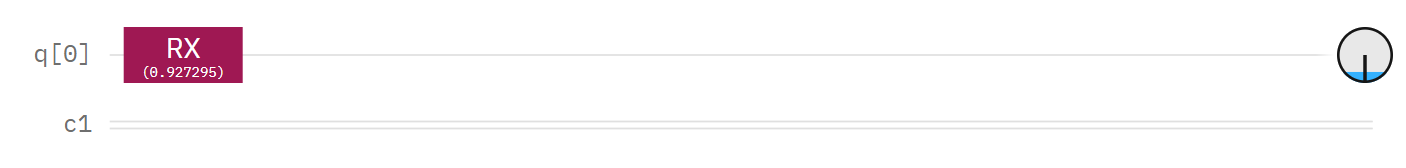 q[0]
RX
(0.927295)
c1